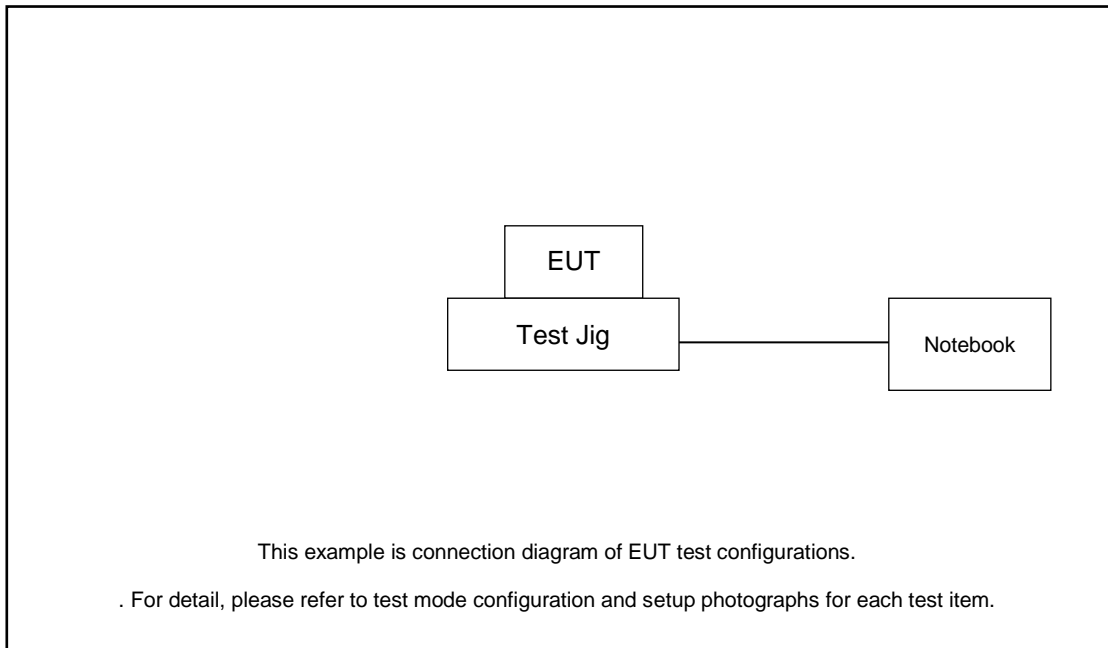 EUT
Test Jig
Notebook
This example is connection diagram of EUT test configurations.
. For detail, please refer to test mode configuration and setup photographs for each test item.